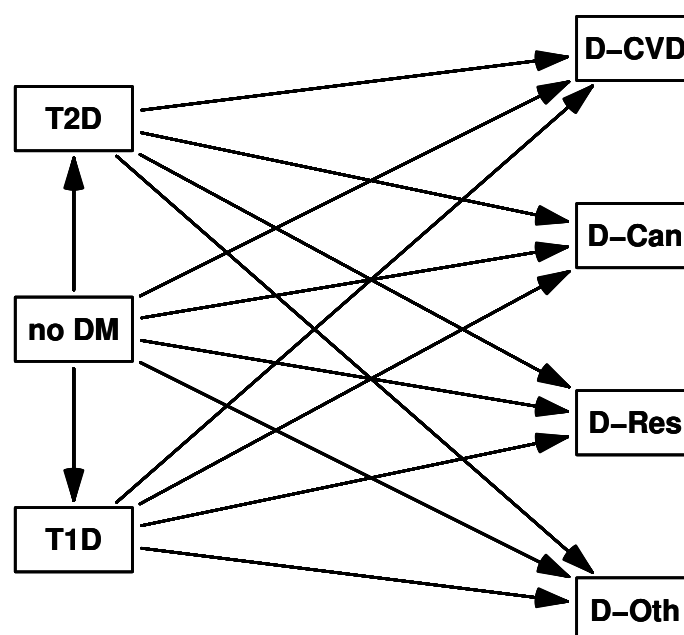 D–CVD
T2D
D–Can
no DM
D–Res
T1D
D–Oth